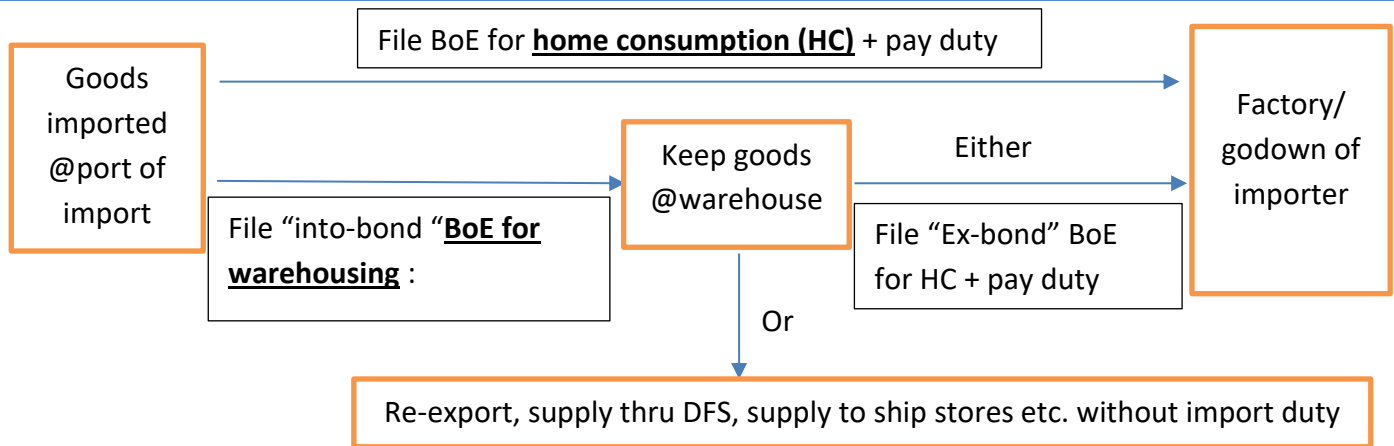 File BoE for home consumption (HC) + pay duty
Goods
imported
@port of
import
Factory/
godown of
importer
Keep goods
@warehouse
Either
File “into-bond “BoE for
warehousing :
File “Ex-bond” BoE
for HC + pay duty
Or
Re-export, supply thru DFS, supply to ship stores etc. without import duty